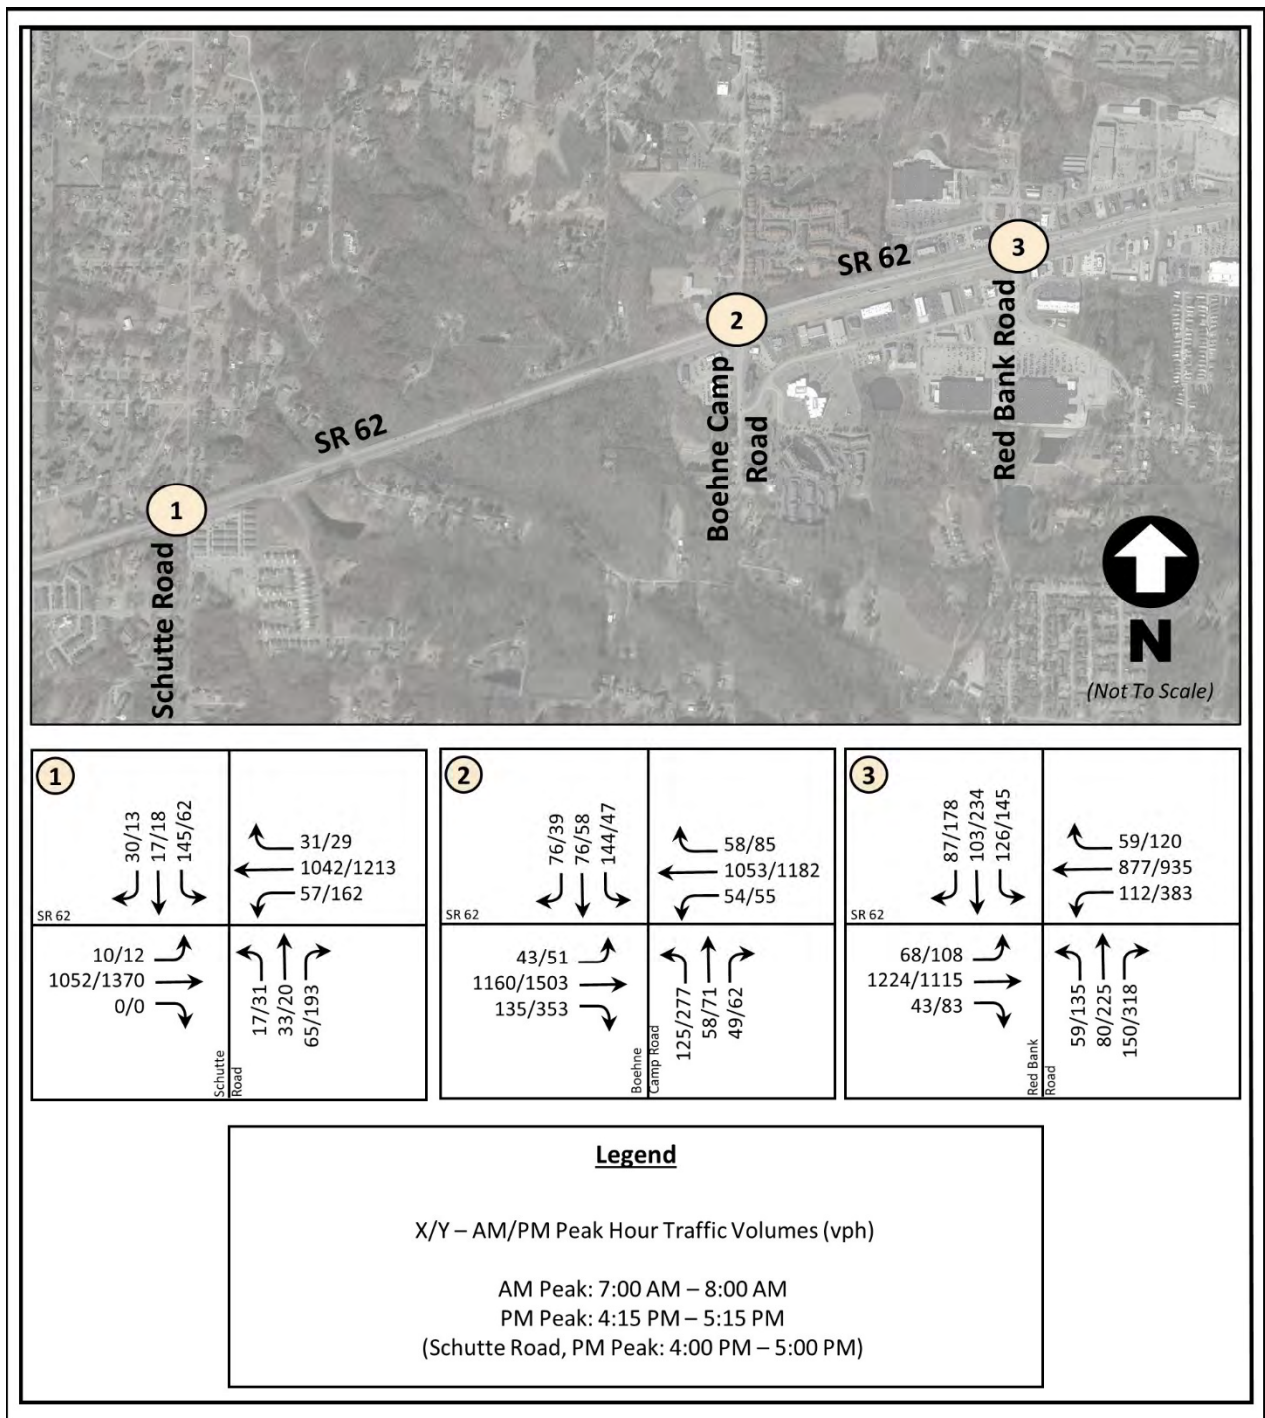 SR 62
3
SR 62
2
Red Bank Road
Boehne Camp
Road
1
Schutte Road
N
(Not To Scale)
1
30/13
17/18
145/62
31/29
1042/1213
57/162
SR 62
10/12
1052/1370
0/0
17/31
33/20
65/193
Schutte
Road
2
76/39
76/58
144/47
58/85
1053/1182
54/55
SR 62
43/51
1160/1503
135/353
125/277
58/71
49/62
Boehne
Camp Road
3
87/178
103/234
126/145
59/120
877/935
112/383
SR 62
68/108
1224/1115
43/83
59/135
80/225
150/318
Red Bank
Road
Legend
X/Y – AM/PM Peak Hour Traffic Volumes (vph)
AM Peak: 7:00 AM – 8:00 AM
PM Peak: 4:15 PM – 5:15 PM
(Schutte Road, PM Peak: 4:00 PM – 5:00 PM)